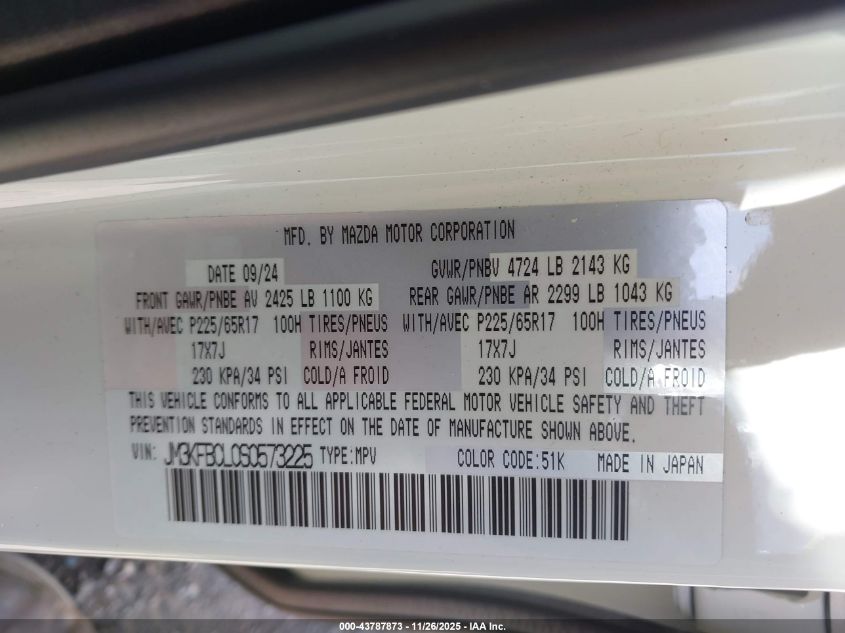 MFD. BY MAZDA MOTOR CORPORATION
DATE 09/24 GVWR/PNBV 4724 LB 2143 KG
FRONT GAWR/PNBE AV 2425 LB 1100 KG REAR GAWR/PNBE AR 2299 LB 1043 KG
WITH/AVEC P225/65R17 100H TIRES/PNEUS WITH/AVEC P225/65R17 100H TIRES/PNEUS
17X7J RIMS/JANTES 17X7J RIMS/JANTES
230 KPA/34 PSI COLD/A FROID 230 KPA/34 PSI COLD/A FROID
THIS VEHICLE CONFORMS TO ALL APPLICABLE FEDERAL MOTOR VEHICLE SAFETY AND THEFT
PREVENTION STANDARDS IN EFFECT ON THE DATE OF MANUFACTURE SHOWN ABOVE.
VIN: JM3KFBCL0S0573225 TYPE:MPV COLOR CODE:51K MADE IN JAPAN
000-43787873 - 11/26/2025 - IAA Inc.